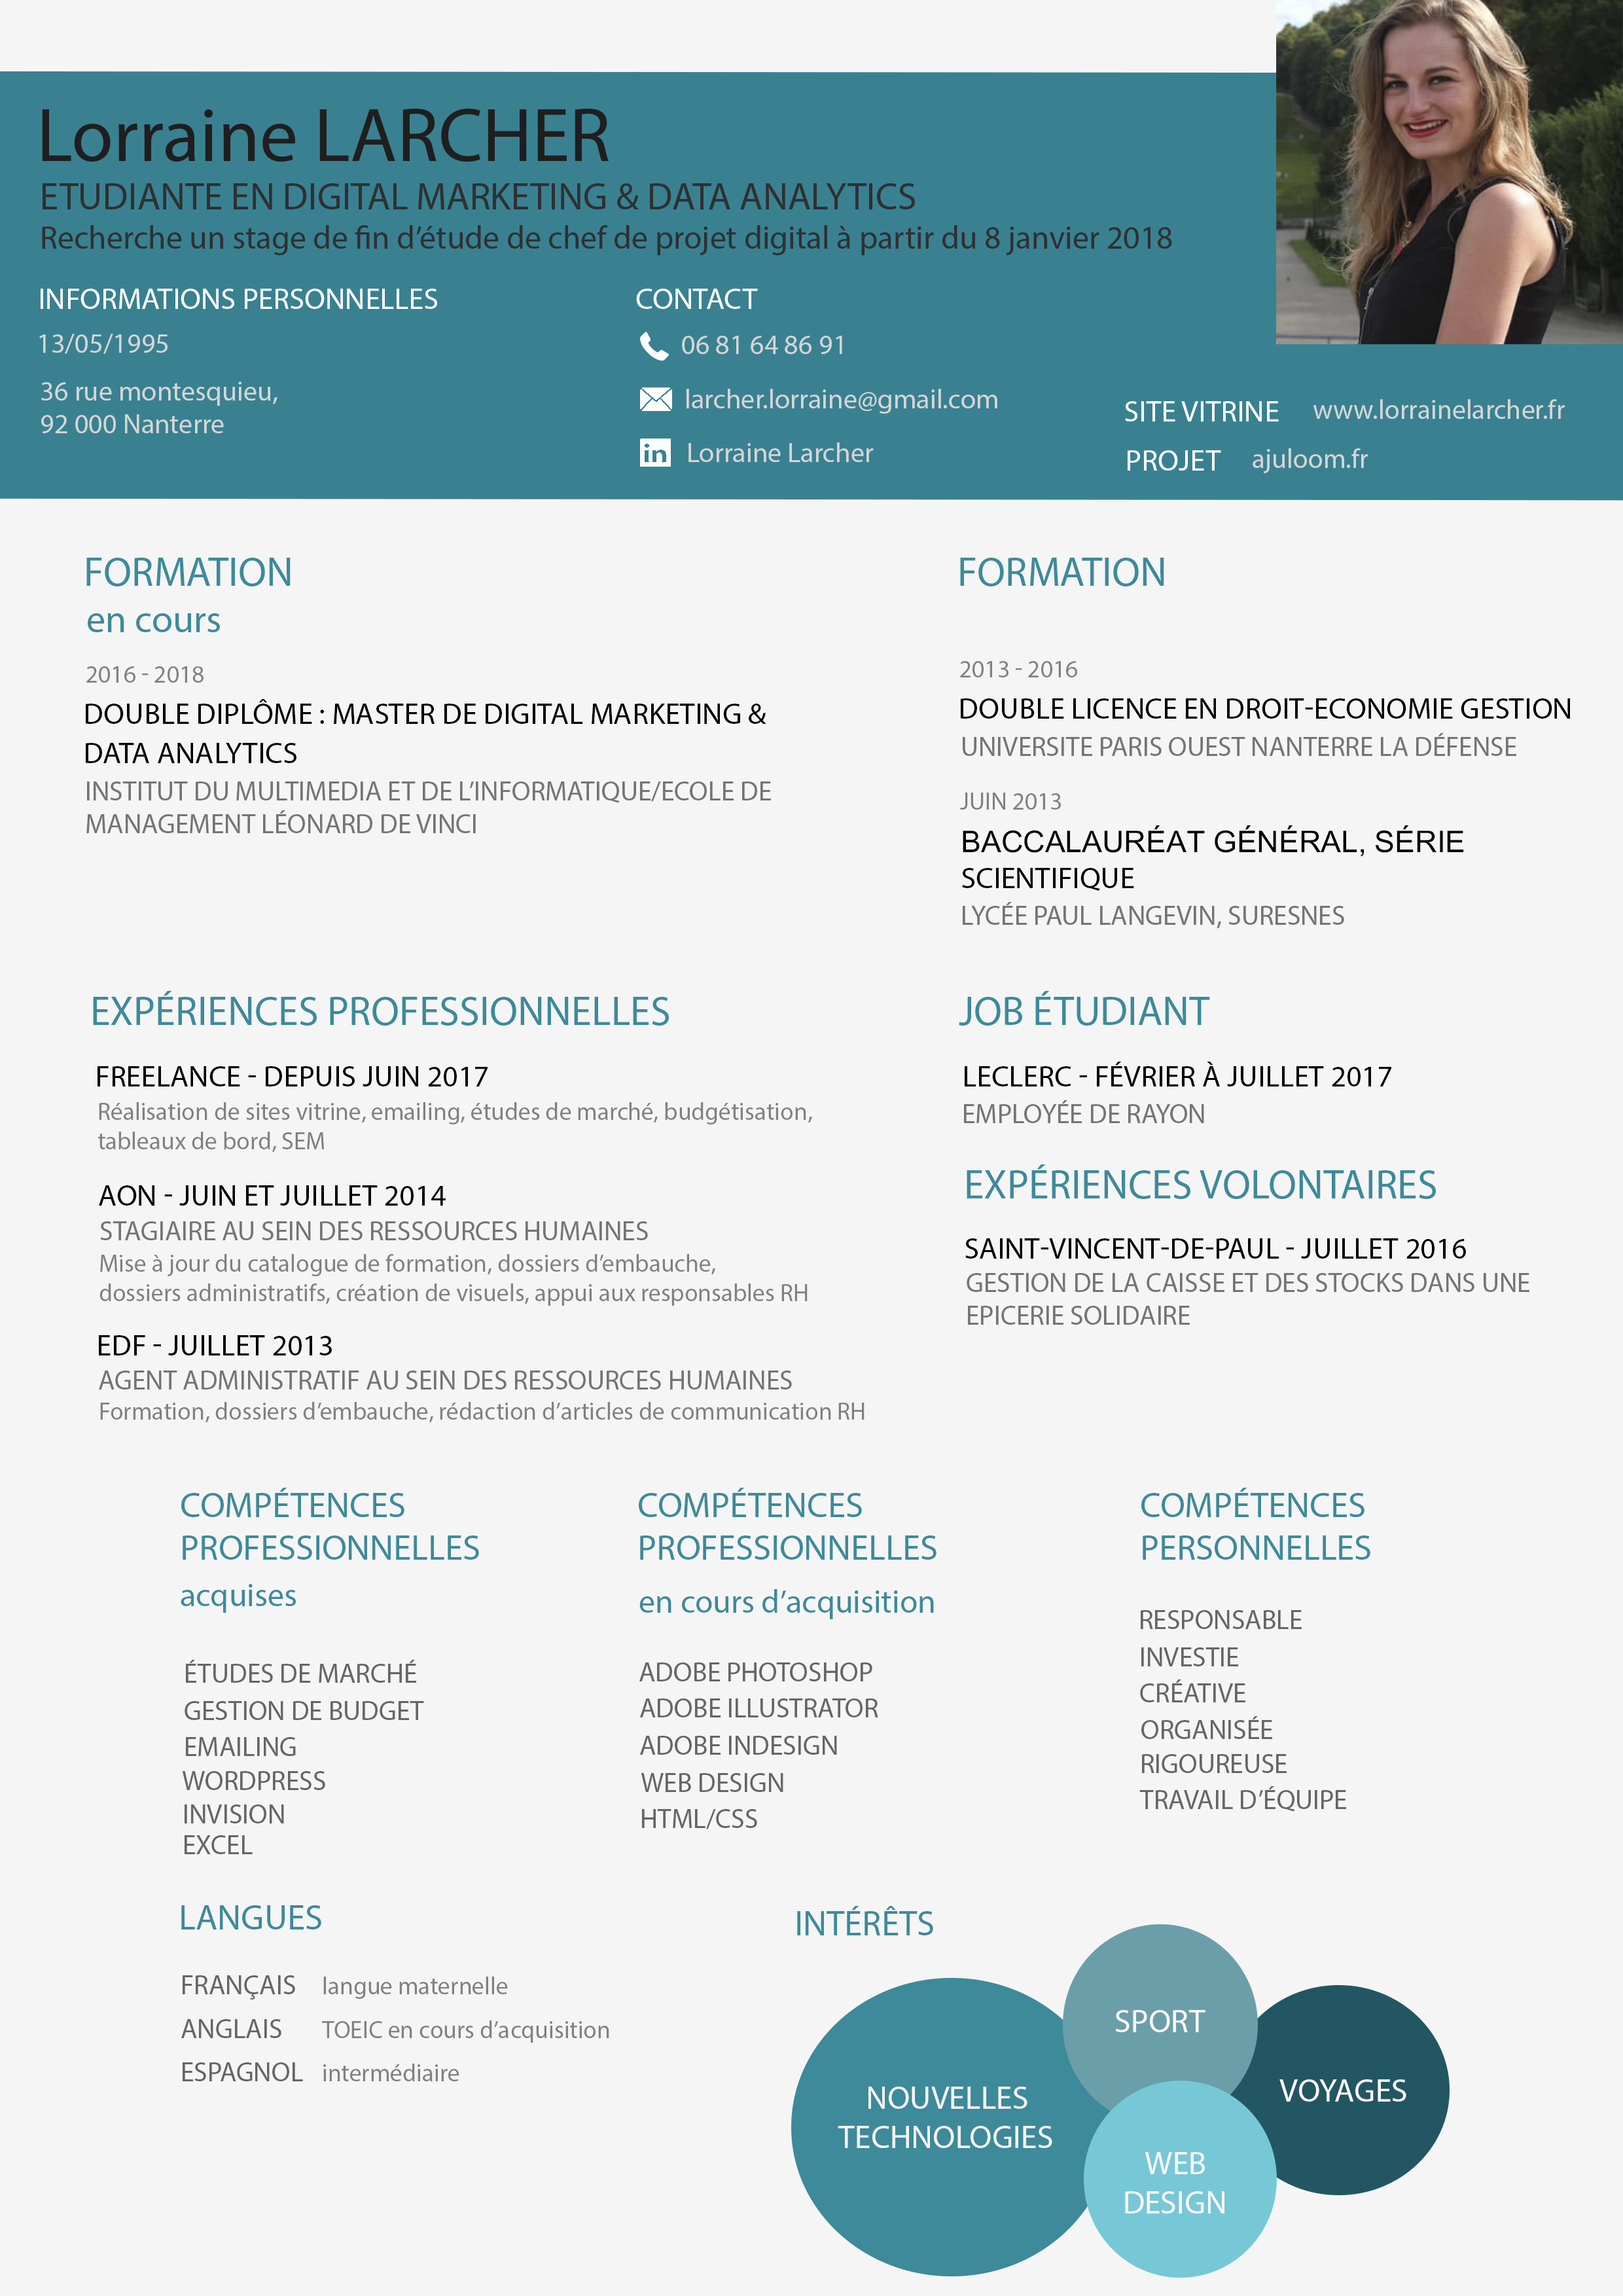 Lorraine LARCHER
ETUDIANTE EN DIGITAL MARKETING & DATA ANALYTICS
Recherche un stage de fin d’étude de chef de projet digital à partir du 8 janvier 2018
INFORMATIONS PERSONNELLES
13/05/1995
36 rue montesquieu,
92 000 Nanterre
CONTACT
06 81 64 86 91
larcher.lorraine@gmail.com
in Lorraine Larcher
SITE VITRINE www.lorrainelarcher.fr
PROJET ajuloom.fr
FORMATION
en cours
2016 - 2018
DOUBLE DIPLÔME : MASTER DE DIGITAL MARKETING &
DATA ANALYTICS
INSTITUT DU MULTIMEDIA ET DE L’INFORMATIQUE/ECOLE DE
MANAGEMENT LÉONARD DE VINCI
FORMATION
2013 - 2016
DOUBLE LICENCE EN DROIT-ECONOMIE GESTION
UNIVERSITE PARIS OUEST NANTERRE LA DÉFENSE
JUIN 2013
BACCALAURÉAT GÉNÉRAL, SÉRIE
SCIENTIFIQUE
LYCÉE PAUL LANGEVIN, SURESNES
EXPÉRIENCES PROFESSIONNELLES
FREELANCE - DEPUIS JUIN 2017
Réalisation de sites vitrine, emailing, études de marché, budgétisation,
tableaux de bord, SEM
AON - JUIN ET JUILLET 2014
STAGIAIRE AU SEIN DES RESSOURCES HUMAINES
Mise à jour du catalogue de formation, dossiers d’embauche,
dossiers administratifs, création de visuels, appui aux responsables RH
EDF - JUILLET 2013
AGENT ADMINISTRATIF AU SEIN DES RESSOURCES HUMAINES
Formation, dossiers d’embauche, rédaction d’articles de communication RH
JOB ÉTUDIANT
LECLERC - FÉVRIER À JUILLET 2017
EMPLOYÉE DE RAYON
EXPÉRIENCES VOLONTAIRES
SAINT-VINCENT-DE-PAUL - JUILLET 2016
GESTION DE LA CAISSE ET DES STOCKS DANS UNE
EPICERIE SOLIDAIRE
COMPÉTENCES
PROFESSIONNELLES
acquises
ÉTUDES DE MARCHÉ
GESTION DE BUDGET
EMAILING
WORDPRESS
INVISION
EXCEL
COMPÉTENCES
PROFESSIONNELLES
en cours d’acquisition
ADOBE PHOTOSHOP
ADOBE ILLUSTRATOR
ADOBE INDESIGN
WEB DESIGN
HTML/CSS
COMPÉTENCES
PERSONNELLES
RESPONSABLE
INVESTIE
CRÉATIVE
ORGANISÉE
RIGOUREUSE
TRAVAIL D’ÉQUIPE
LANGUES
FRANÇAIS langue maternelle
ANGLAIS TOEIC en cours d’acquisition
ESPAGNOL intermédiaire
INTÉRÊTS
NOUVELLES
TECHNOLOGIES
SPORT
VOYAGES
WEB
DESIGN